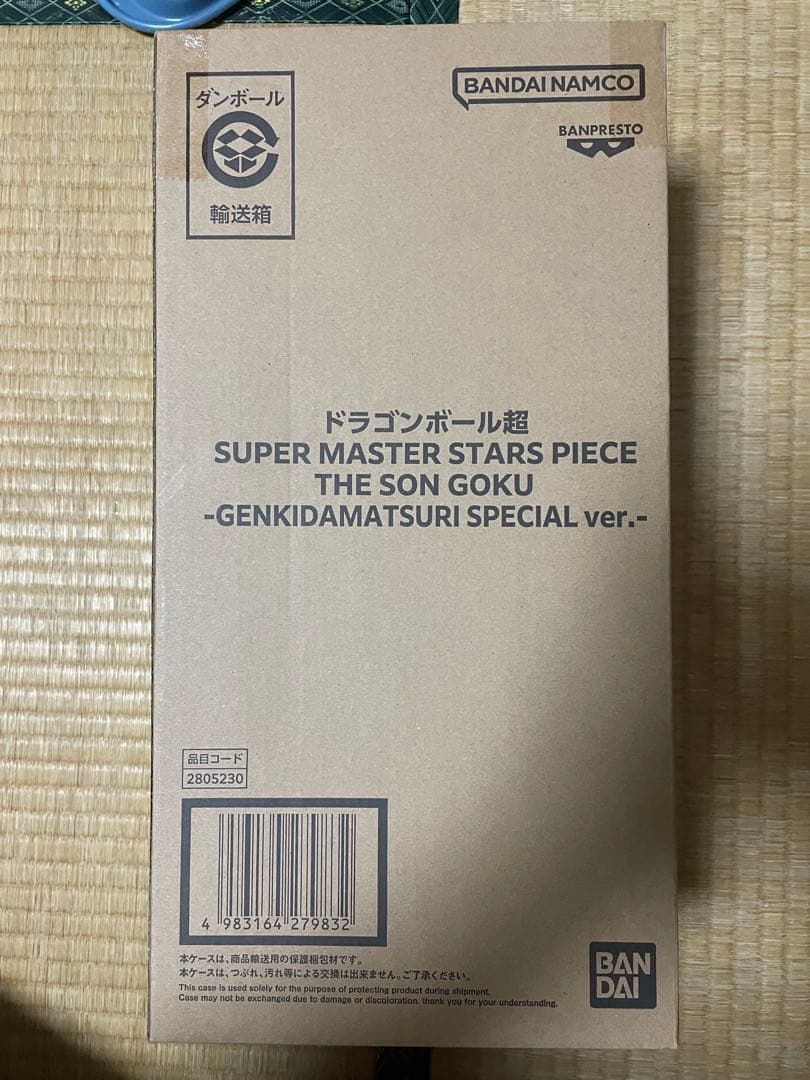 ダンボール
輸送箱
BANDAI NAMCO
BANPRESTO
ドラゴンボール超
SUPER MASTER STARS PIECE
THE SON GOKU
-GENKIDAMATSURI SPECIAL ver.-
品目コード
2805230
4 983164 279832
本ケースは、商品輸送用の保護梱包材です。
本ケースは、つぶれ、汚れ等による交換は出来ません。ご了承ください。
This case is used solely for the purpose of protecting product during shipment.
Case may not be exchanged due to damage or discoloration. thank you for your understanding.
BAN
DAI